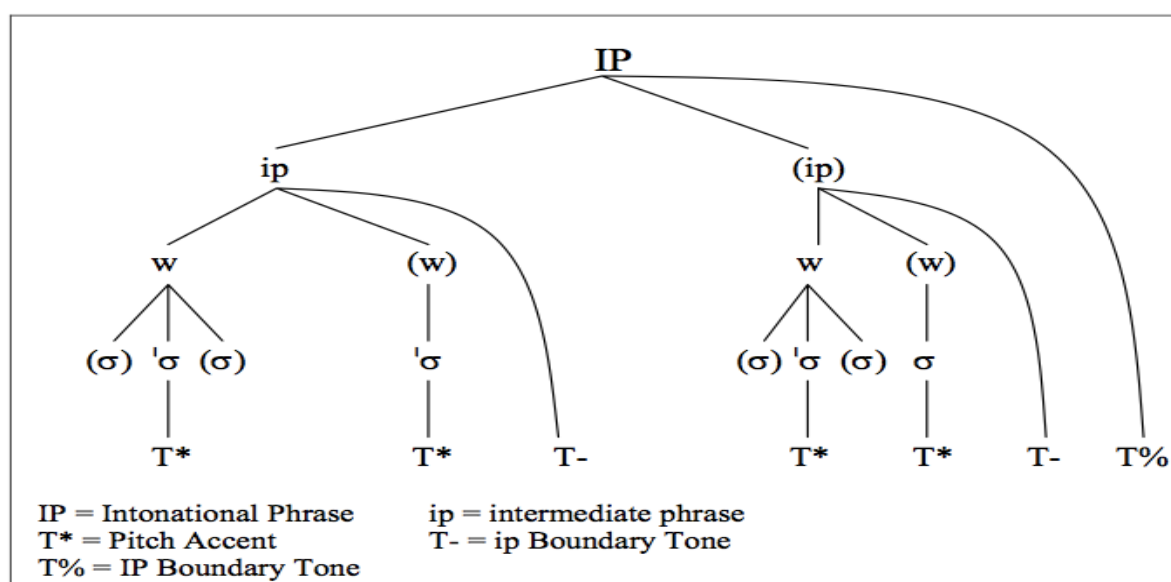 IP
ip (ip)
w (w) w (w)
(σ) ˈσ (σ) ˈσ (σ) ˈσ (σ) σ
T* T* T- T* T* T- T%
IP = Intonational Phrase ip = intermediate phrase
T* = Pitch Accent T- = ip Boundary Tone
T% = IP Boundary Tone